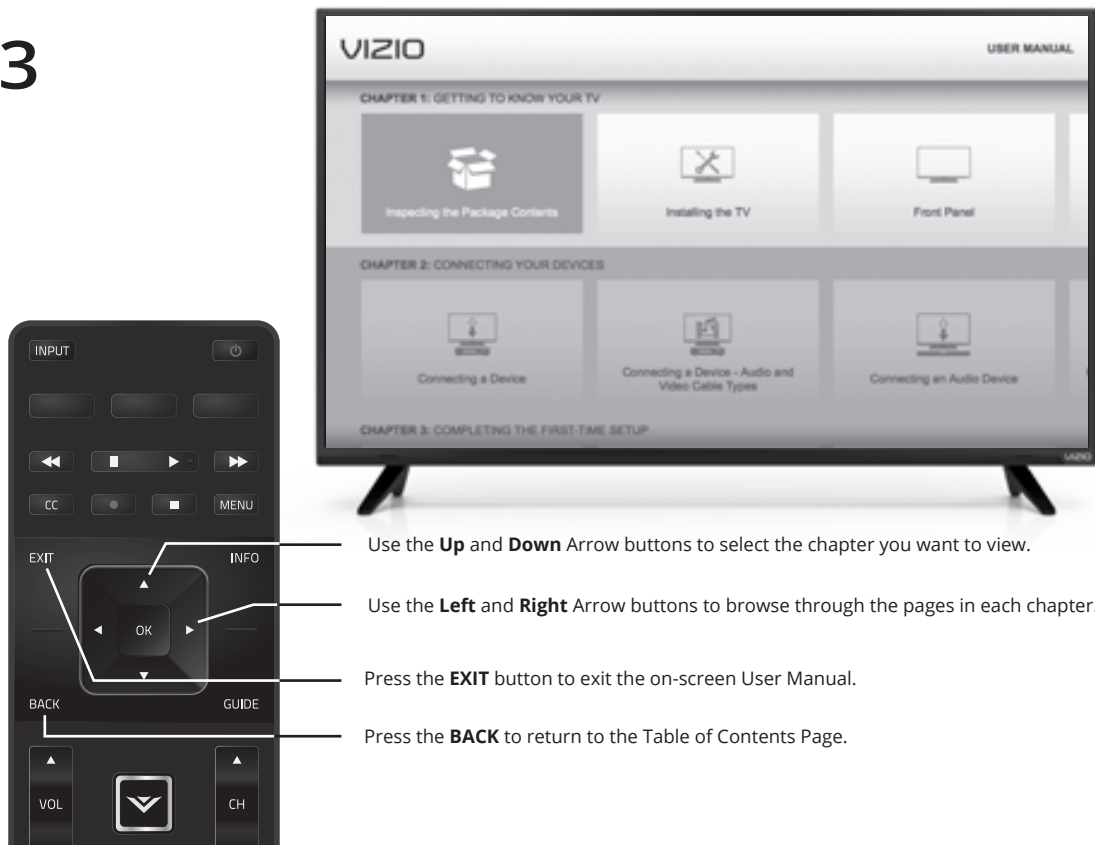 3
VIZIO
USER MANUAL
CHAPTER 1: GETTING TO KNOW YOUR TV
Inspecting the Package Contents
Installing the TV
Front Panel
CHAPTER 2: CONNECTING YOUR DEVICES
Connecting a Device
Connecting a Device - Audio and
Video Cable Types
Connecting an Audio Device
CHAPTER 3: COMPLETING THE FIRST-TIME SETUP
VIZIO
INPUT
CC
MENU
EXIT
INFO
OK
BACK
GUIDE
VOL
CH
Use the Up and Down Arrow buttons to select the chapter you want to view.
Use the Left and Right Arrow buttons to browse through the pages in each chapter.
Press the EXIT button to exit the on-screen User Manual.
Press the BACK to return to the Table of Contents Page.